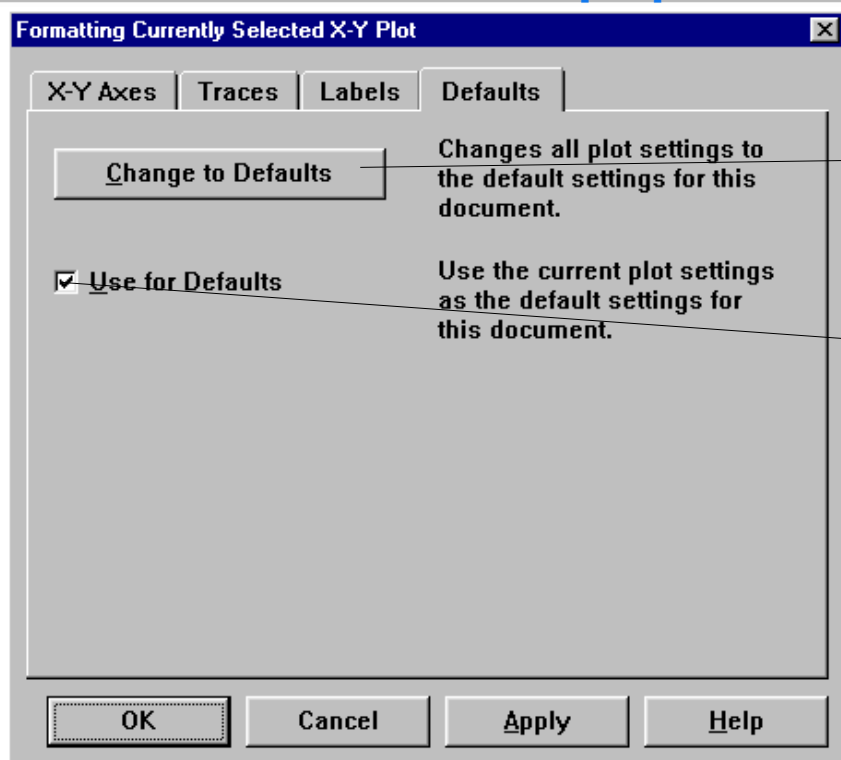 Formatting Currently Selected X-Y Plot
X-Y Axes Traces Labels Defaults
Change to Defaults
Changes all plot settings to
the default settings for this
document.
Use for Defaults
Use the current plot settings
as the default settings for
this document.
OK Cancel Apply Help